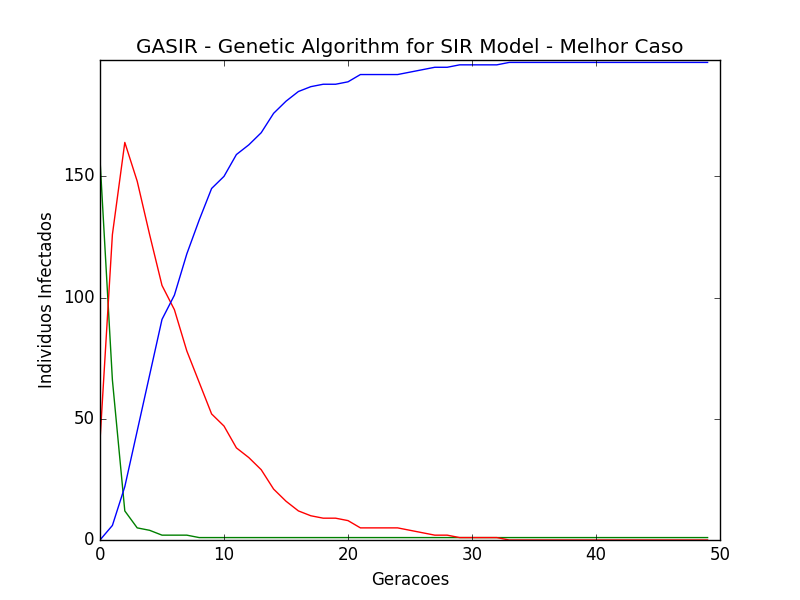 GASIR - Genetic Algorithm for SIR Model - Melhor Caso
Individuos Infectados
150
100
50
0
0 10 20 30 40 50
Geracoes